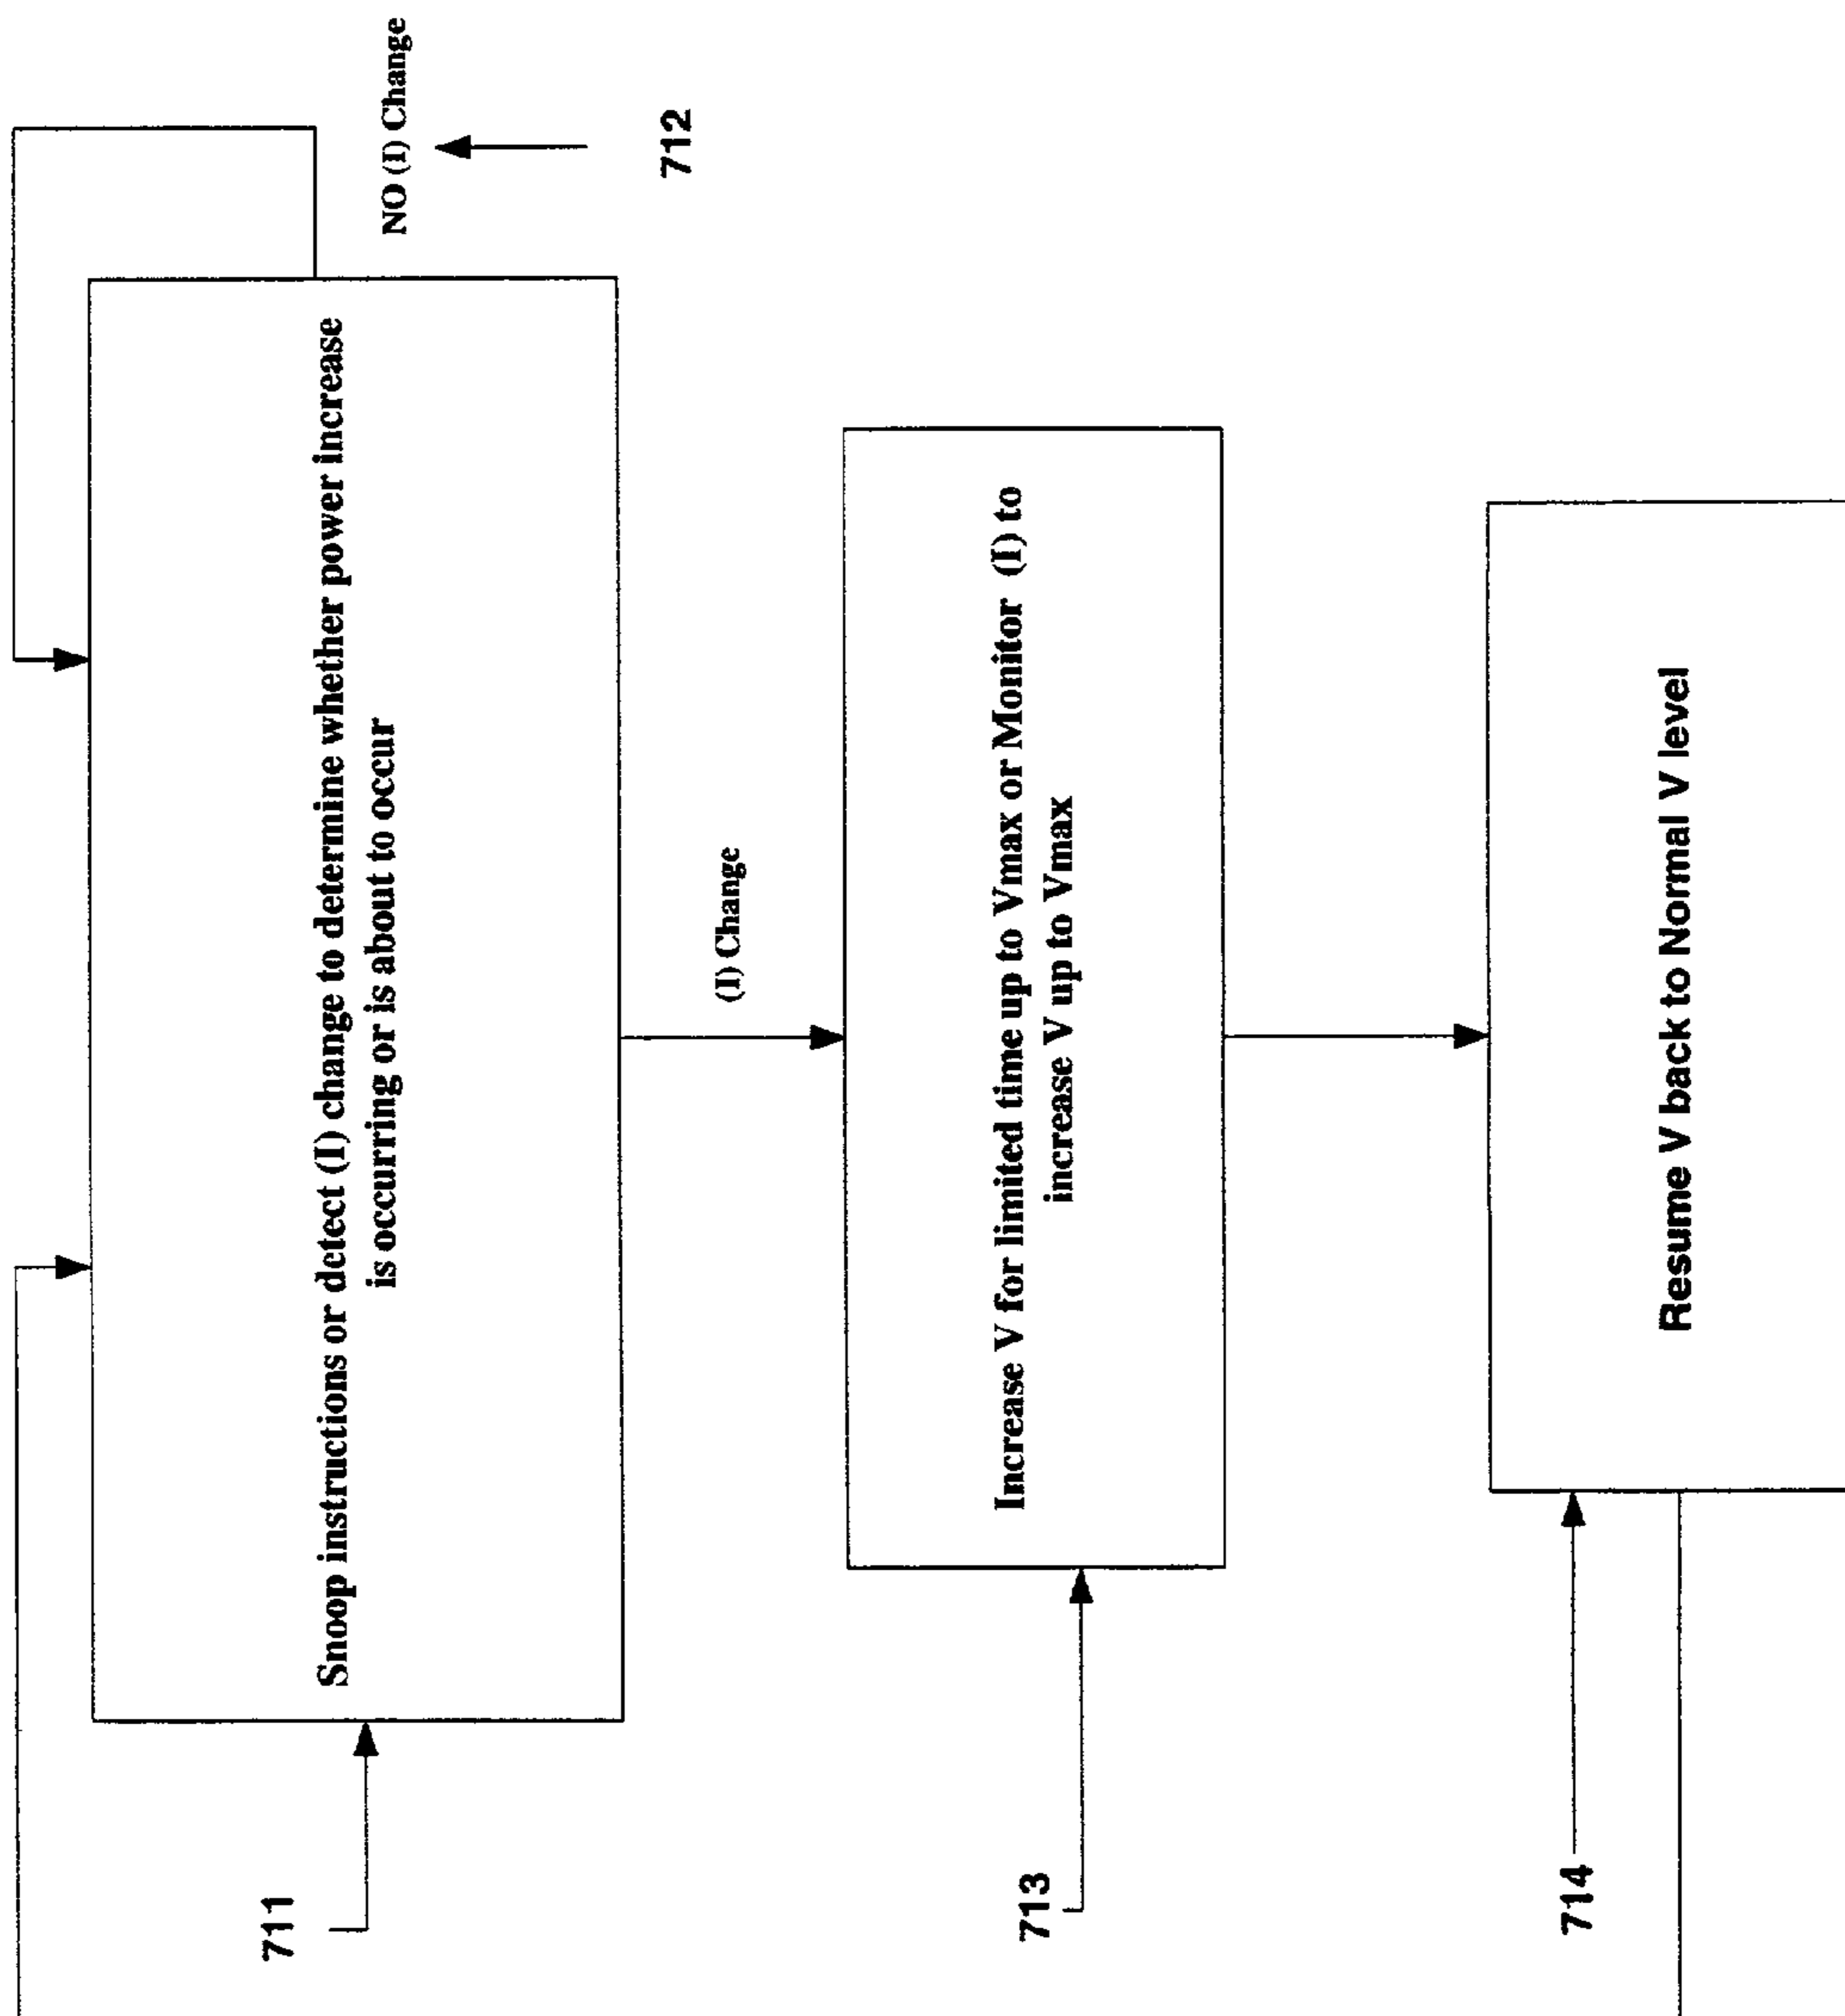 711
Snoop instructions or detect (I) change to determine whether power increase
is occurring or is about to occur
NO (I) Change
712
(I) Change
713
Increase V for limited time up to Vmax or Monitor (I) to
increase V up to Vmax
714
Resume V back to Normal V level